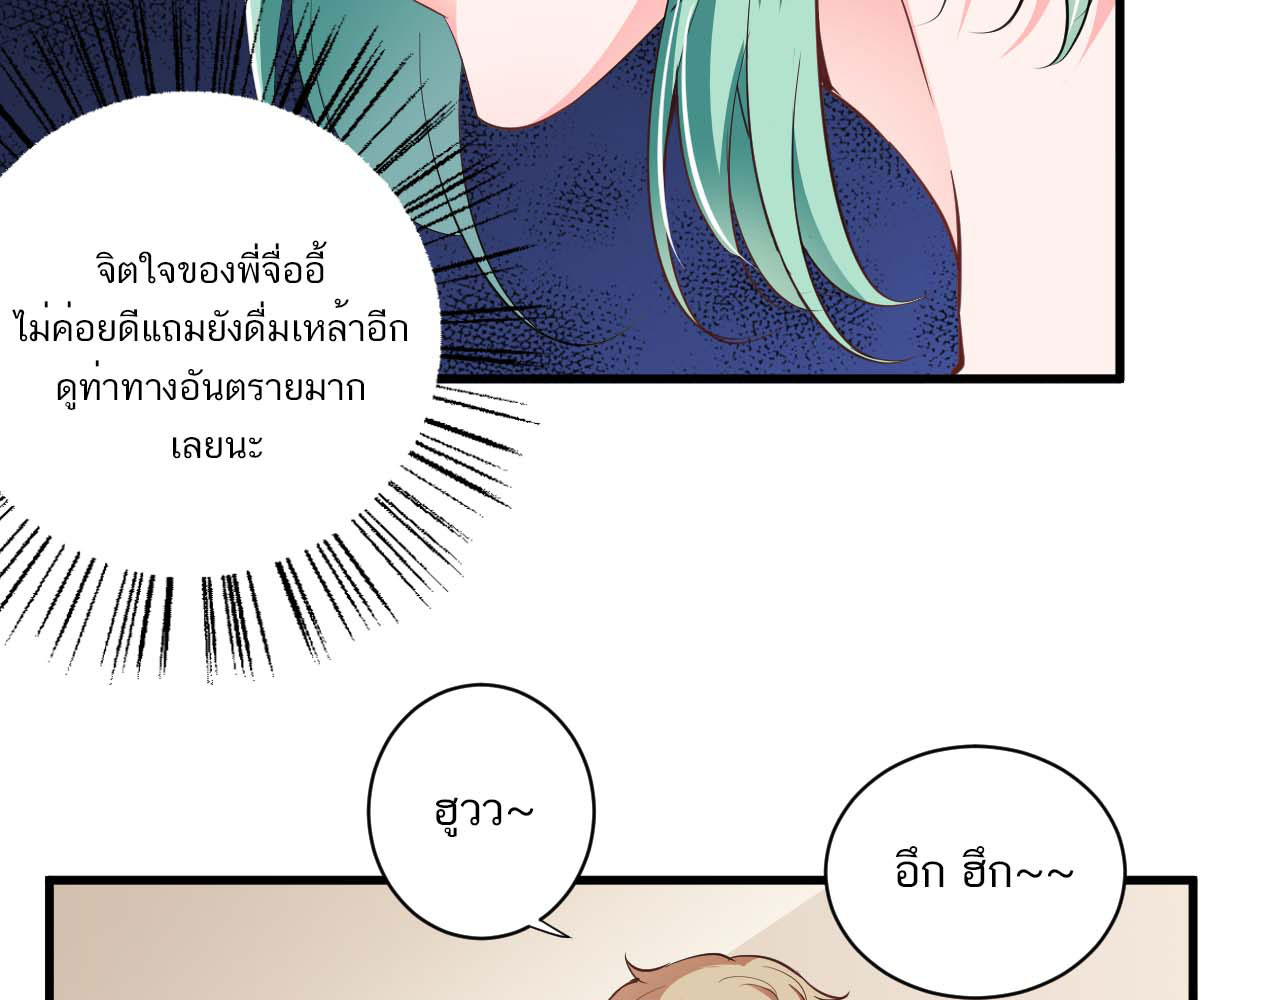 จิตใจของพี่จื่ออี้
ไม่ค่อยดีแถมยังดื่มเหล้าอีก
ดูท่าทางอันตรายมาก
เลยนะ
ฮูวว~
อึก ฮึก~~